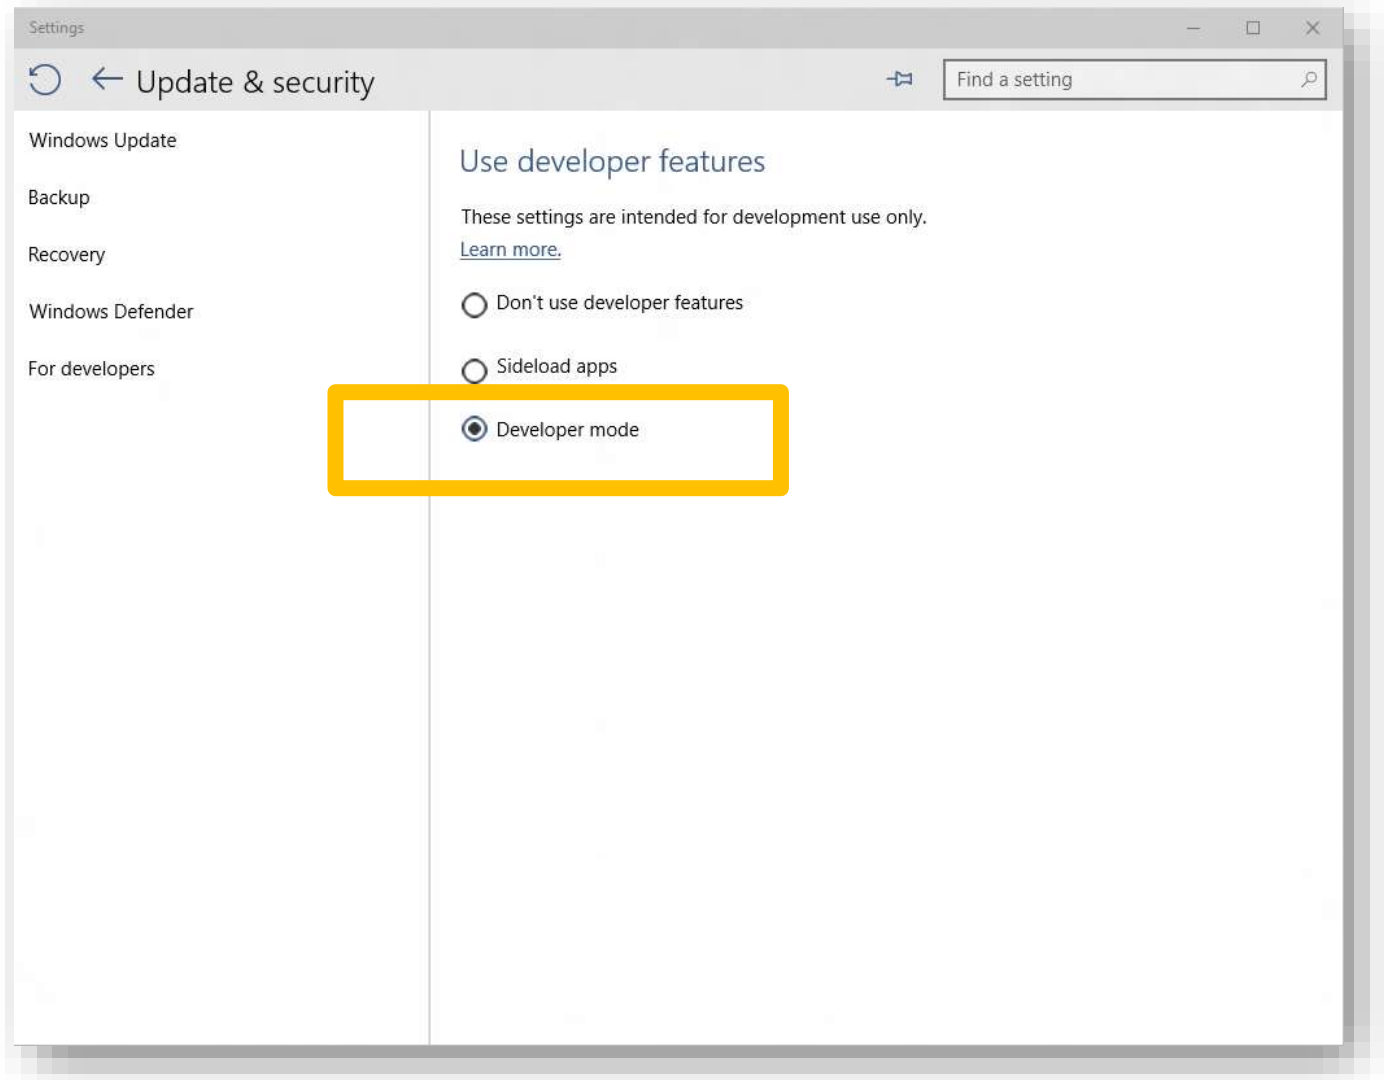 Settings
Update & security
Find a setting
Windows Update
Backup
Recovery
Windows Defender
For developers
Use developer features
These settings are intended for development use only.
Learn more.
Don't use developer features
Sideload apps
Developer mode